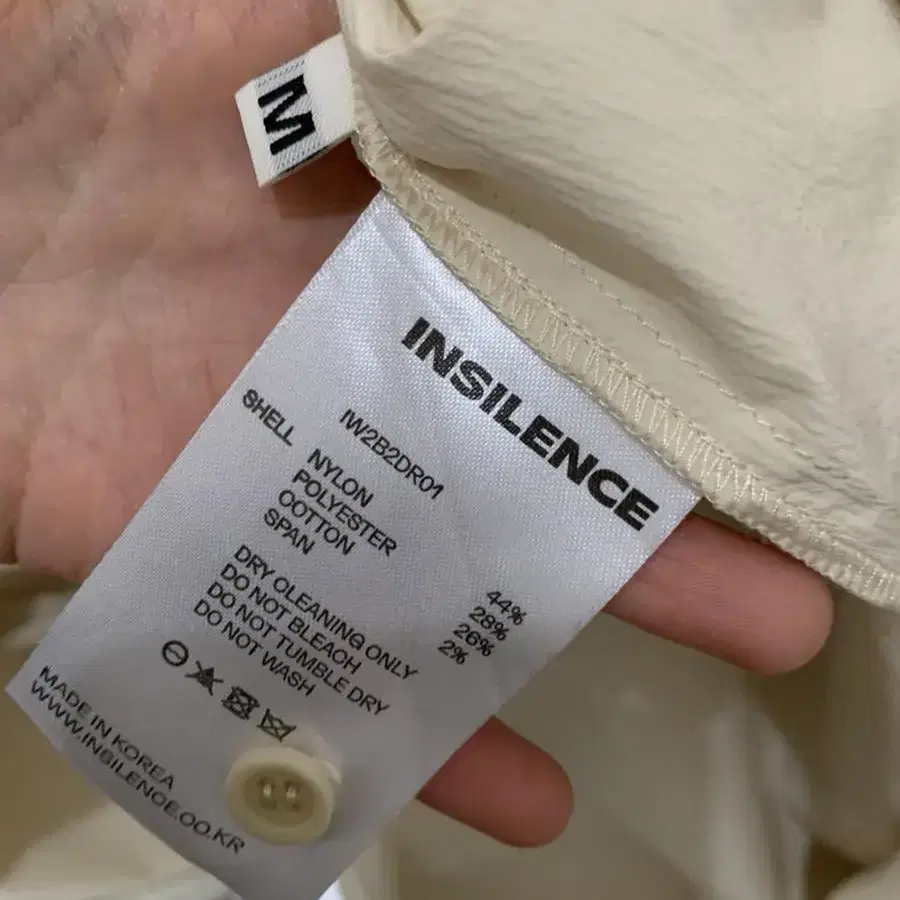 M
INSILENCE
IW2B2DR01
SHELL
NYLON 44%
POLYESTER 28%
COTTON 26%
SPAN 2%
DRY CLEANING ONLY
DO NOT BLEACH
DO NOT TUMBLE DRY
DO NOT WASH
MADE IN KOREA
WWW.INSILENCE.CO.KR